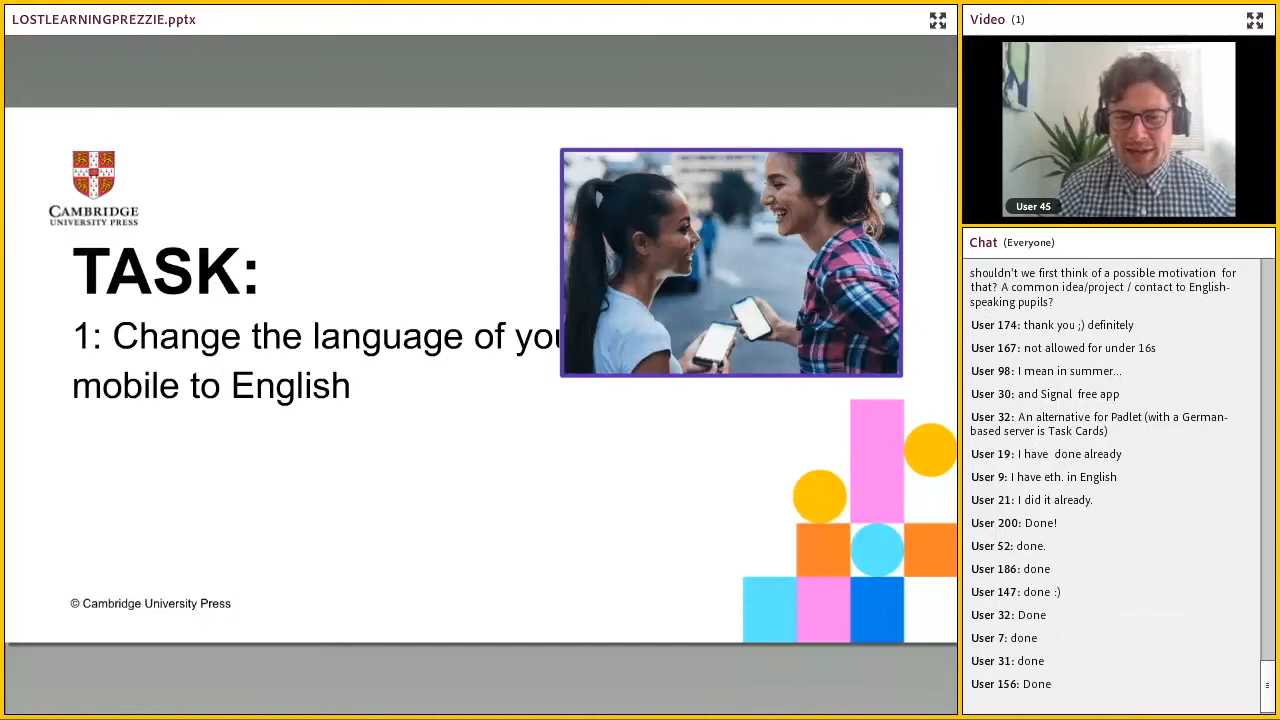 LOSTLEARNINGPREZZIE.pptx
CAMBRIDGE
UNIVERSITY PRESS
TASK:
1: Change the language of you
mobile to English
© Cambridge University Press
Video (1)
User 45
Chat (Everyone)
shouldn't we first think of a possible motivation for
that? A common idea/project / contact to English-
speaking pupils?
User 174: thank you ;) definitely
User 167: not allowed for under 16s
User 98: I mean in summer...
User 30: and Signal free app
User 32: An alternative for Padlet (with a German-
based server is Task Cards)
User 19: I have done already
User 9: I have eth. in English
User 21: I did it already.
User 200: Done!
User 52: done.
User 186: done
User 147: done :)
User 32: Done
User 7: done
User 31: done
User 156: Done